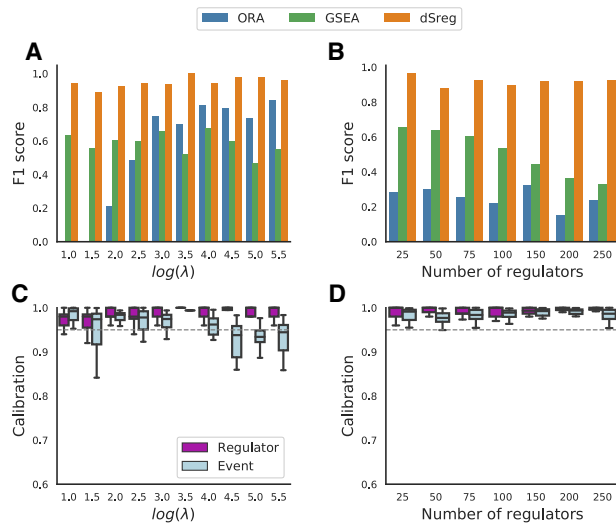 ORA GSEA dSreg
A
B
F1 score
1.0
0.8
0.6
0.4
0.2
0.0
1.0 1.5 2.0 2.5 3.0 3.5 4.0 4.5 5.0 5.5
log(λ)
F1 score
1.0
0.8
0.6
0.4
0.2
0.0
25 50 75 100 150 200 250
Number of regulators
C
D
Calibration
1.0
0.9
0.8
0.7
0.6
Regulator
Event
1.0 1.5 2.0 2.5 3.0 3.5 4.0 4.5 5.0 5.5
log(λ)
Calibration
1.0
0.9
0.8
0.7
0.6
25 50 75 100 150 200 250
Number of regulators